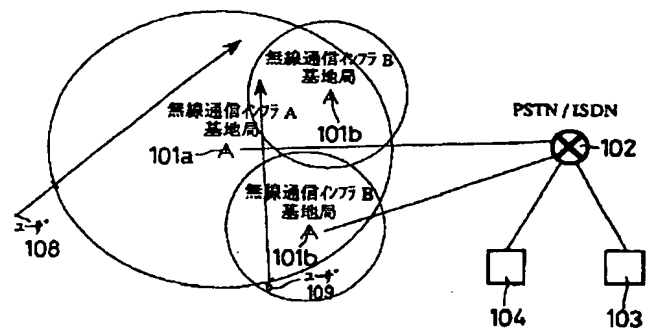 無線通信インフラ B
基地局
101b
無線通信インフラ A
基地局
101a
PSTN / ISDN
102
無線通信インフラ B
基地局
101b
ユーザ
108
ユーザ
109
104
103